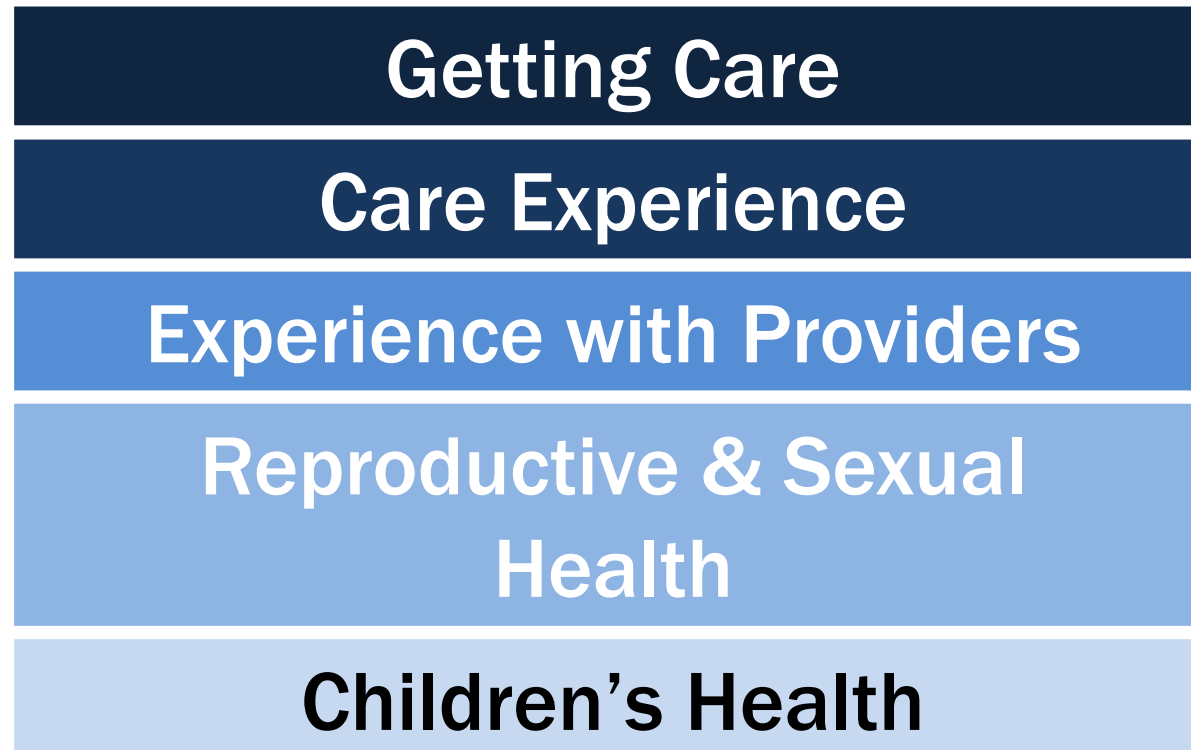 Getting Care
Care Experience
Experience with Providers
Reproductive & Sexual
Health
Children’s Health